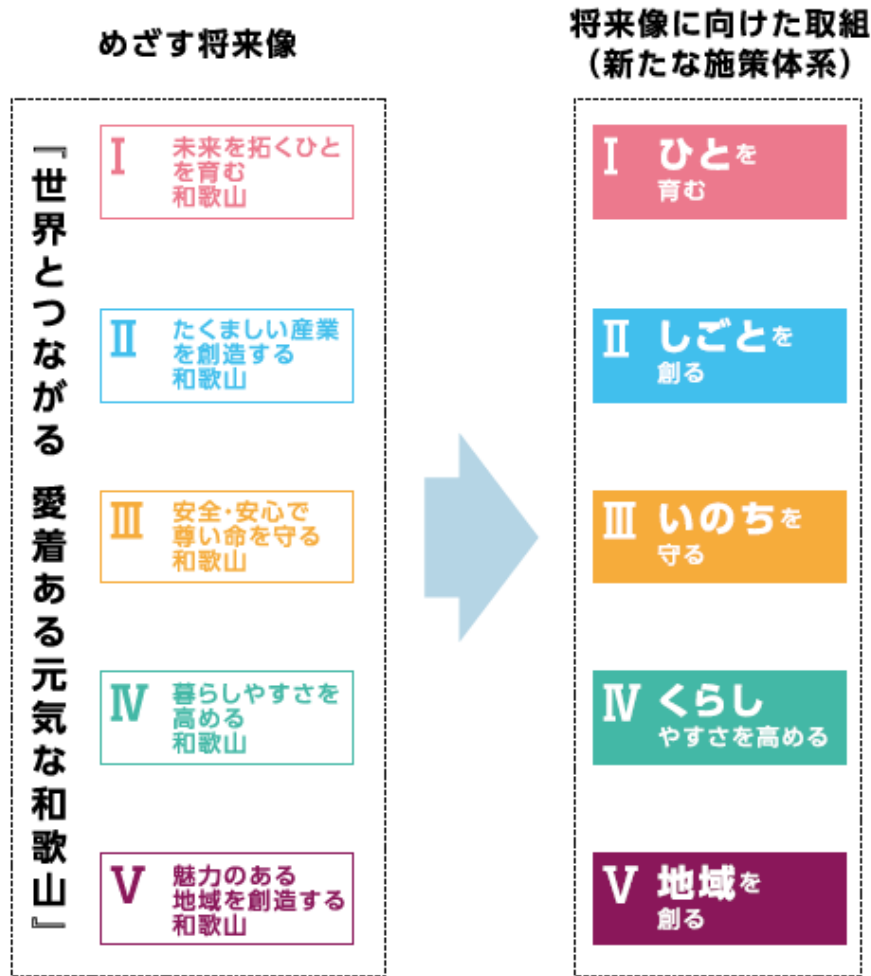 めざす将来像
『世界とつながる 愛着ある元気な和歌山』
Ⅰ
未来を拓くひと
を育む
和歌山
Ⅱ
たくましい産業
を創造する
和歌山
Ⅲ
安全・安心で
尊い命を守る
和歌山
Ⅳ
暮らしやすさを
高める
和歌山
Ⅴ
魅力のある
地域を創造する
和歌山
将来像に向けた取組
（新たな施策体系）
Ⅰ ひとを
育む
Ⅱ しごとを
創る
Ⅲ いのちを
守る
Ⅳ くらし
やすさを高める
Ⅴ 地域を
創る